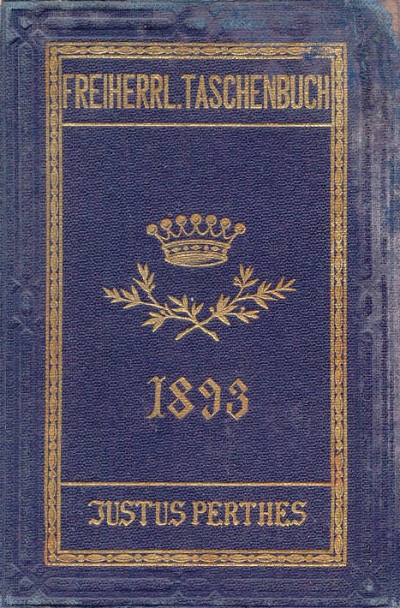 FREIHERRL. TASCHENBUCH
1893
JUSTUS PERTHES